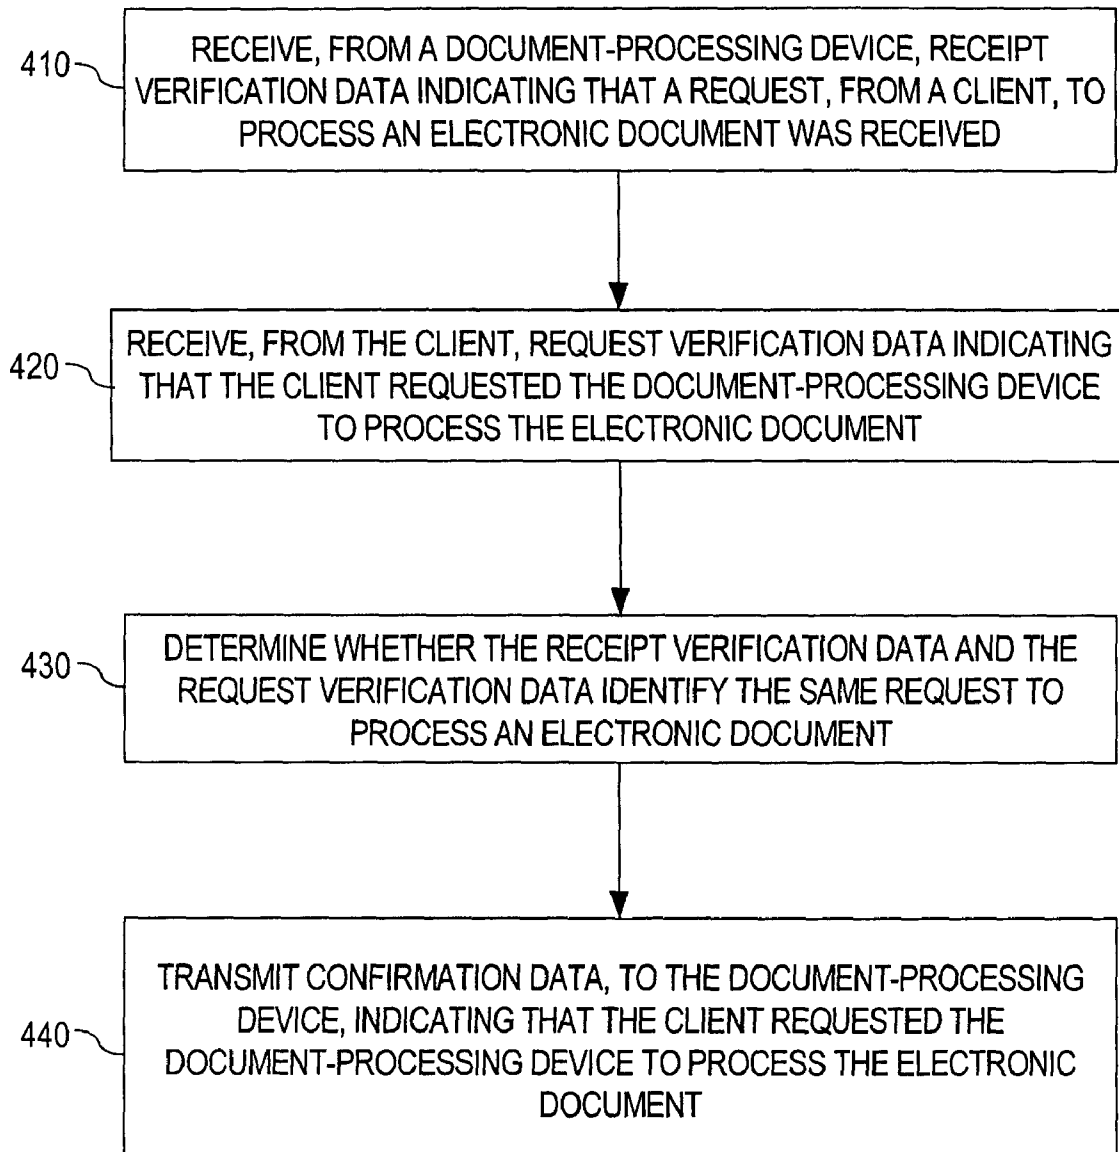 410
RECEIVE, FROM A DOCUMENT-PROCESSING DEVICE, RECEIPT
VERIFICATION DATA INDICATING THAT A REQUEST, FROM A CLIENT, TO
PROCESS AN ELECTRONIC DOCUMENT WAS RECEIVED
420
RECEIVE, FROM THE CLIENT, REQUEST VERIFICATION DATA INDICATING
THAT THE CLIENT REQUESTED THE DOCUMENT-PROCESSING DEVICE
TO PROCESS THE ELECTRONIC DOCUMENT
430
DETERMINE WHETHER THE RECEIPT VERIFICATION DATA AND THE
REQUEST VERIFICATION DATA IDENTIFY THE SAME REQUEST TO
PROCESS AN ELECTRONIC DOCUMENT
440
TRANSMIT CONFIRMATION DATA, TO THE DOCUMENT-PROCESSING
DEVICE, INDICATING THAT THE CLIENT REQUESTED THE
DOCUMENT-PROCESSING DEVICE TO PROCESS THE ELECTRONIC
DOCUMENT